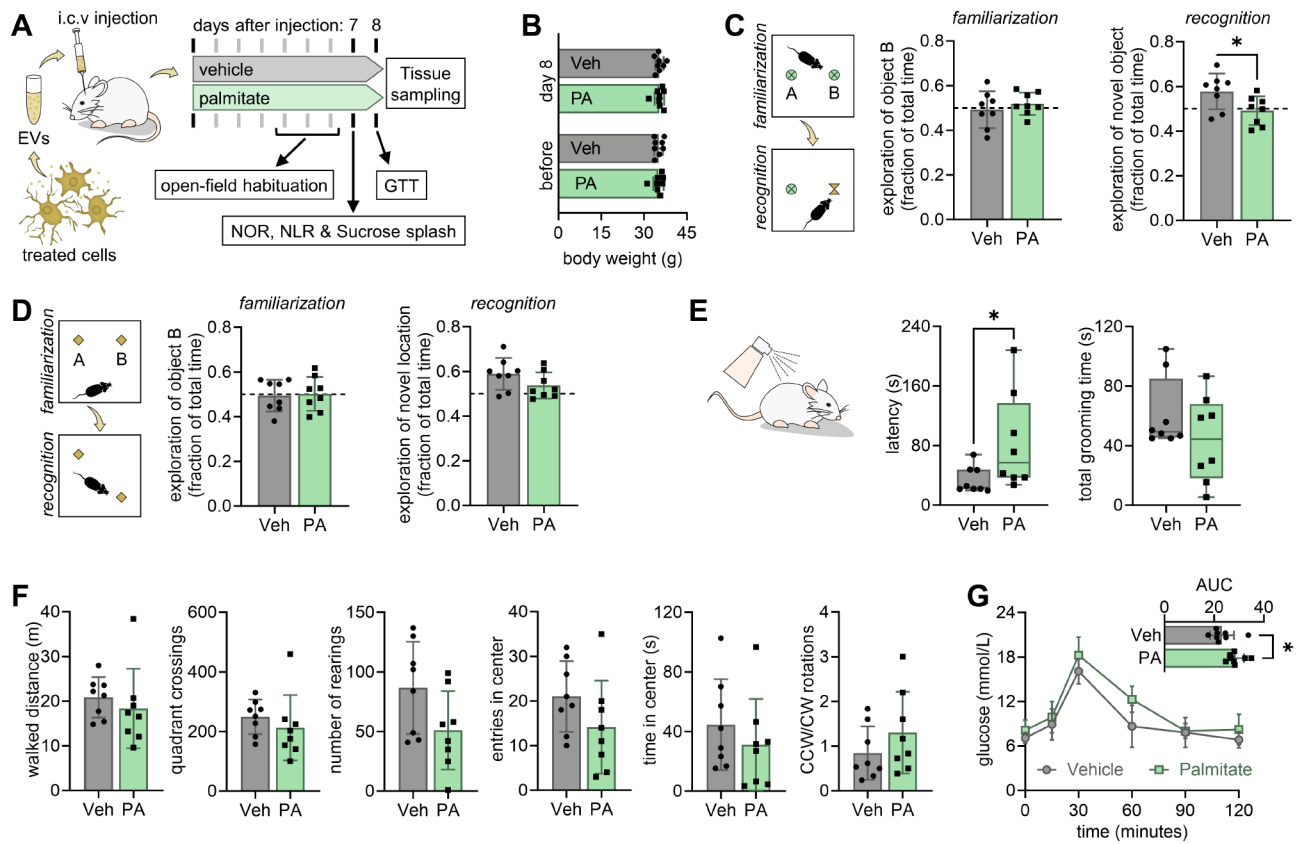 A
i.c.v injection
days after injection: 7 8
vehicle
palmitate
Tissue
sampling
EVs
open-field habituation
GTT
NOR, NLR & Sucrose splash
treated cells
B
day 8
before
Veh
PA
Veh
PA
0 15 30 45
body weight (g)
C
familiarization
A B
recognition
familiarization
exploration of object B
(fraction of total time)
0.8
0.6
0.4
0.2
0.0
Veh PA
recognition
exploration of novel object
(fraction of total time)
0.8
0.6
0.4
0.2
0.0
*
Veh PA
D
familiarization
A B
recognition
familiarization
exploration of object B
(fraction of total time)
0.8
0.6
0.4
0.2
0.0
Veh PA
recognition
exploration of novel location
(fraction of total time)
0.8
0.6
0.4
0.2
0.0
Veh PA
E
latency (s)
240
160
80
0
*
Veh PA
total grooming time (s)
120
80
40
0
Veh PA
F
walked distance (m)
40
30
20
10
0
Veh PA
quadrant crossings
600
400
200
0
Veh PA
number of rearings
150
100
50
0
Veh PA
entries in center
40
30
20
10
0
Veh PA
time in center (s)
120
80
40
0
Veh PA
CCW/CW rotations
4
3
2
1
0
Veh PA
G
AUC
0 20 40
Veh
PA
*
glucose (mmol/L)
24
18
12
6
0
Vehicle Palmitate
0 30 60 90 120
time (minutes)